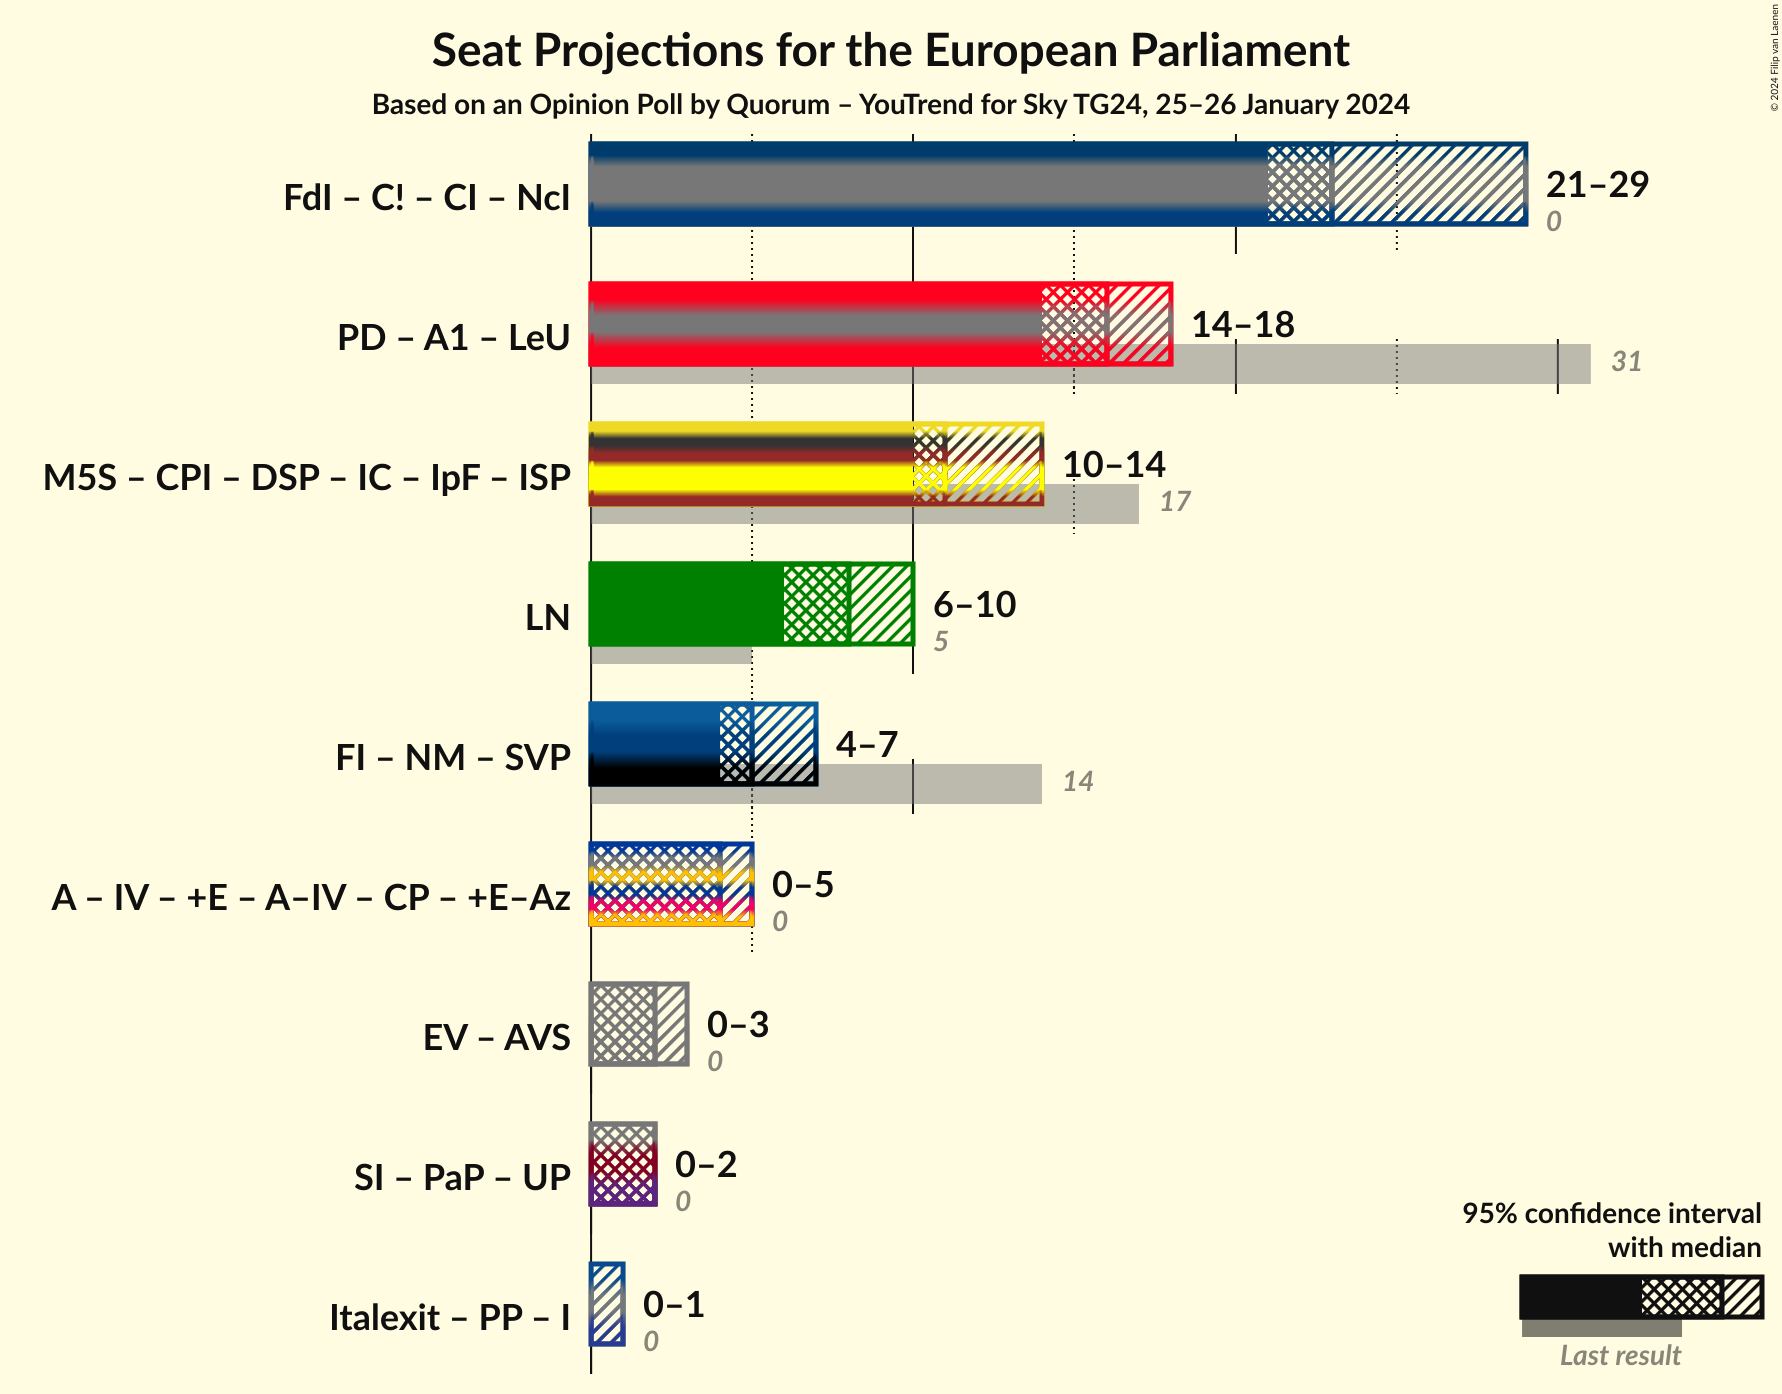 Seat Projections for the European Parliament
Based on an Opinion Poll by Quorum – YouTrend for Sky TG24, 25–26 January 2024
© 2024 Filip van Laenen
FdI – C! – CI – NcI
21–29
0
PD – A1 – LeU
14–18
31
M5S – CPI – DSP – IC – IpF – ISP
10–14
17
LN
6–10
5
FI – NM – SVP
4–7
14
A – IV – +E – A–IV – CP – +E–Az
0–5
0
EV – AVS
0–3
0
SI – PaP – UP
0–2
0
Italexit – PP – I
0–1
0
95% confidence interval
with median
Last result